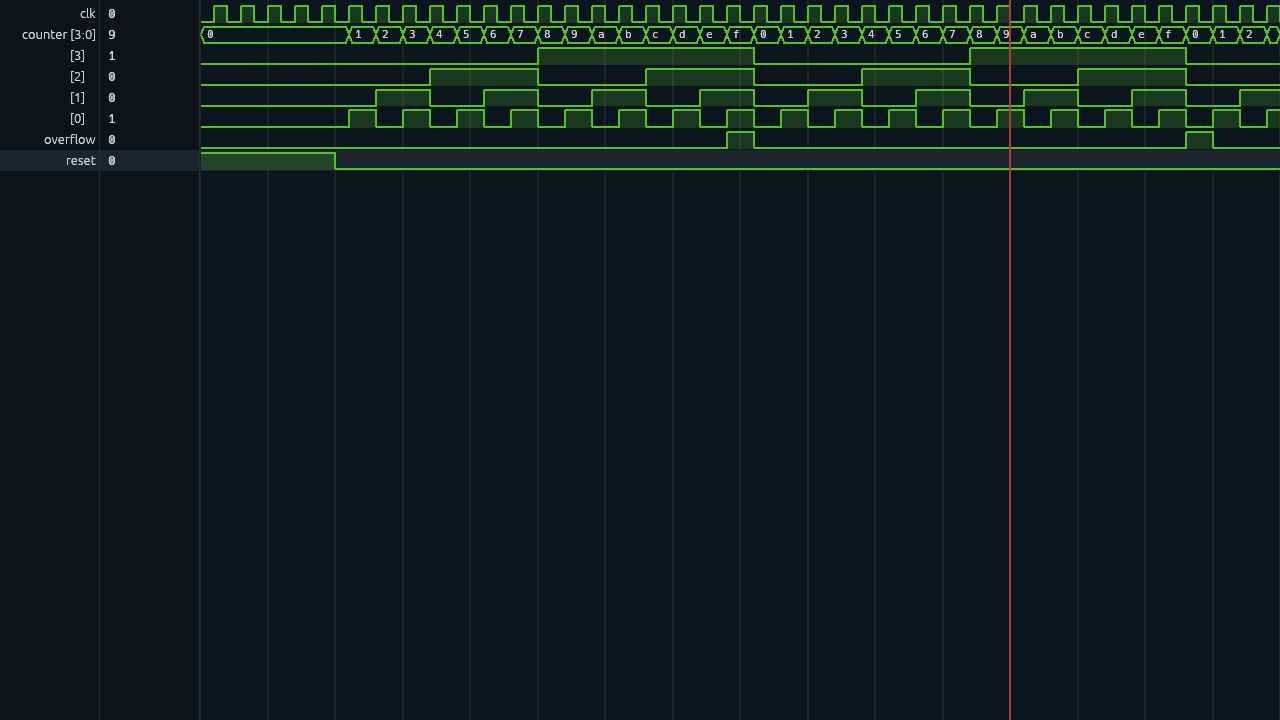 clk 0
counter [3:0] 9 0 1 2 3 4 5 6 7 8 9 a b c d e f 0 1 2 3 4 5 6 7 8 9 a b c d e f 0 1 2
[3] 1
[2] 0
[1] 0
[0] 1
overflow 0
reset 0